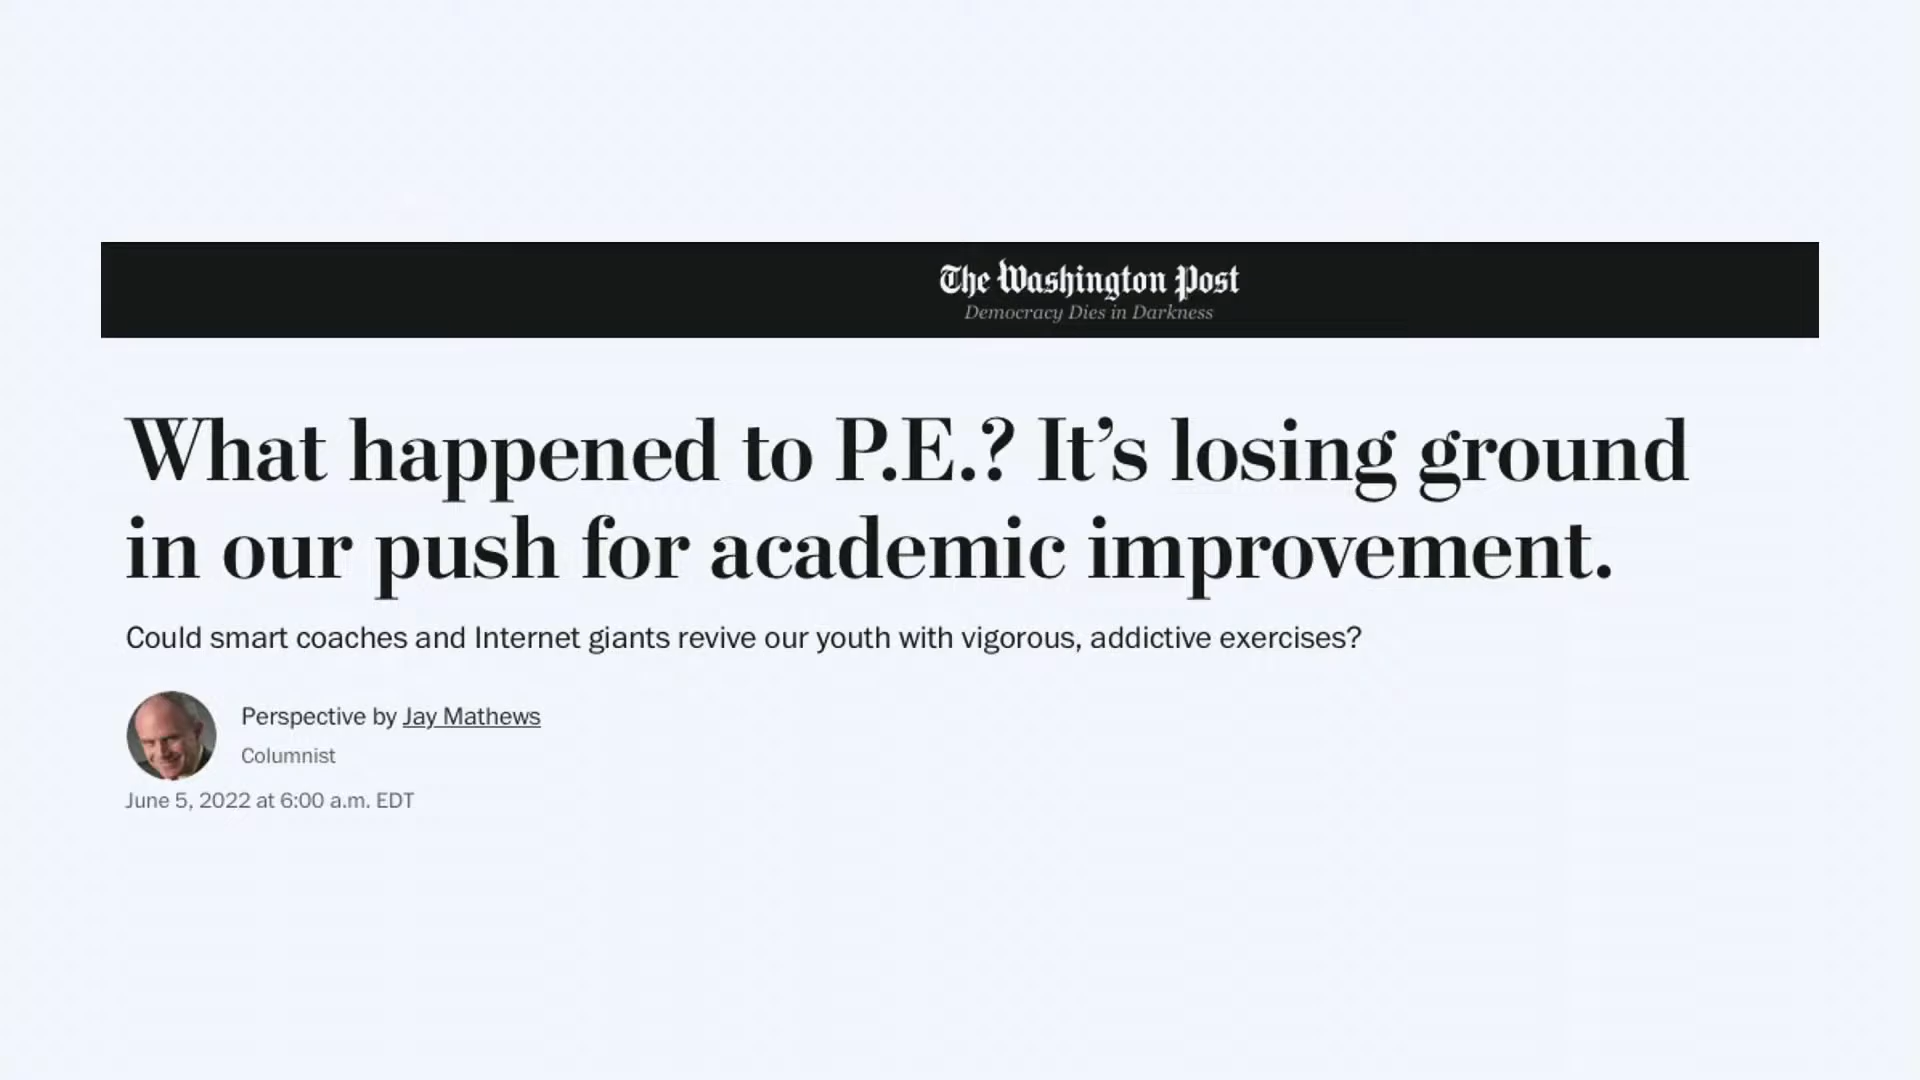 The Washington Post
Democracy Dies in Darkness
What happened to P.E.? It’s losing ground
in our push for academic improvement.
Could smart coaches and Internet giants revive our youth with vigorous, addictive exercises?
Perspective by Jay Mathews
Columnist
June 5, 2022 at 6:00 a.m. EDT